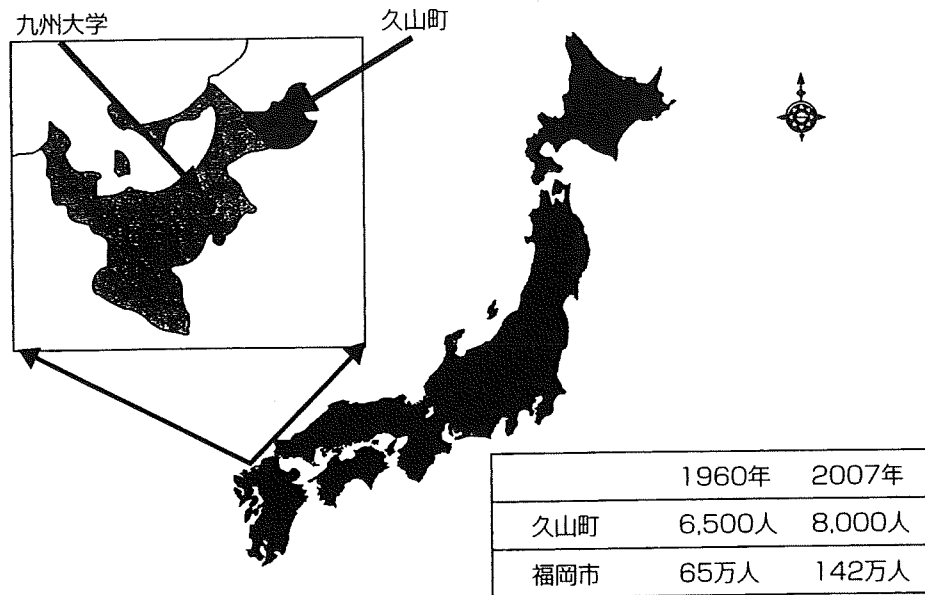 九州大学
久山町
1960年 2007年
久山町 6,500人 8,000人
福岡市 65万人 142万人